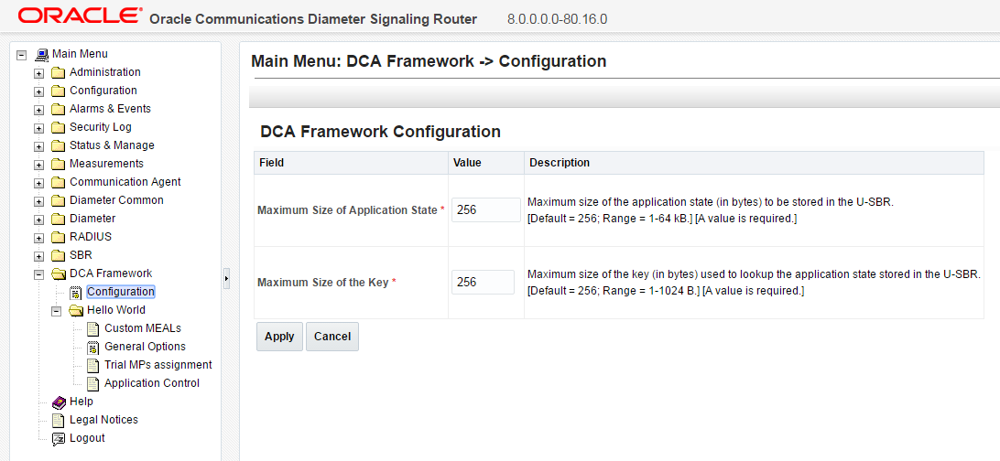 ORACLE® Oracle Communications Diameter Signaling Router 8.0.0.0.0-80.16.0
Main Menu
Administration
Configuration
Alarms & Events
Security Log
Status & Manage
Measurements
Communication Agent
Diameter Common
Diameter
RADIUS
SBR
DCA Framework
Configuration
Hello World
Custom MEALs
General Options
Trial MPs assignment
Application Control
Help
Legal Notices
Logout
Main Menu: DCA Framework -> Configuration
DCA Framework Configuration
Field Value Description
Maximum Size of Application State * 256
Maximum size of the application state (in bytes) to be stored in the U-SBR.
[Default = 256; Range = 1-64 kB.] [A value is required.]
Maximum Size of the Key * 256
Maximum size of the key (in bytes) used to lookup the application state stored in the U-SBR.
[Default = 256; Range = 1-1024 B.] [A value is required.]
Apply Cancel